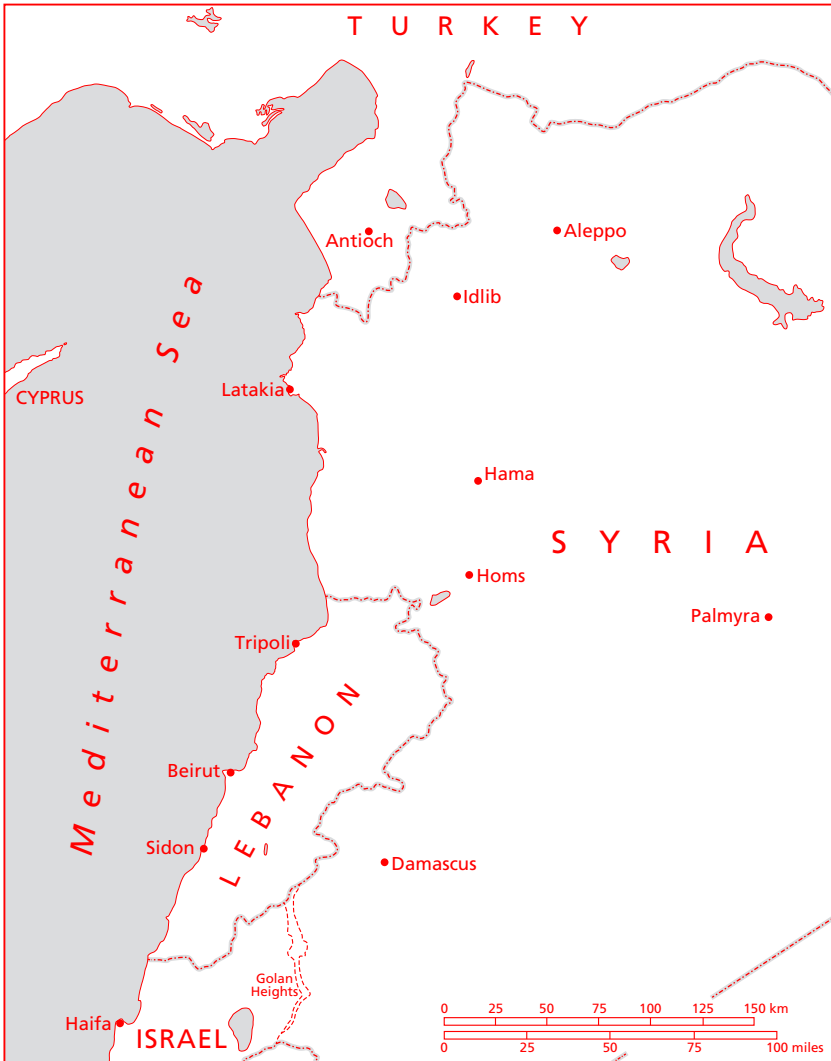 TURKEY
Antioch
Aleppo
Idlib
Mediterranean Sea
CYPRUS
Latakia
Hama
SYRIA
Homs
Palmyra
Tripoli
LEBANON
Beirut
Sidon
Damascus
Golan
Heights
Haifa
ISRAEL
0 25 50 75 100 125 150 km
0 25 50 75 100 miles